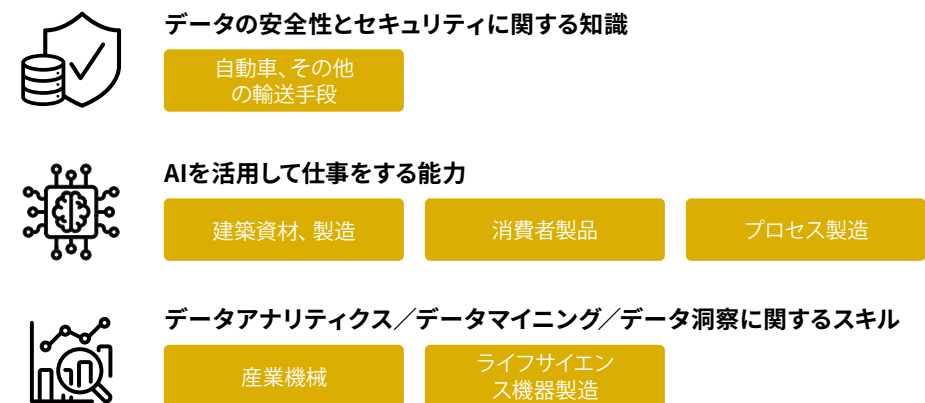 データの安全性とセキュリティに関する知識
自動車、その他
の輸送手段
AIを活用して仕事をする能力
建築資材、製造
消費者製品
プロセス製造
データアナリティクス／データマイニング／データ洞察に関するスキル
産業機械
ライフサイエン
ス機器製造